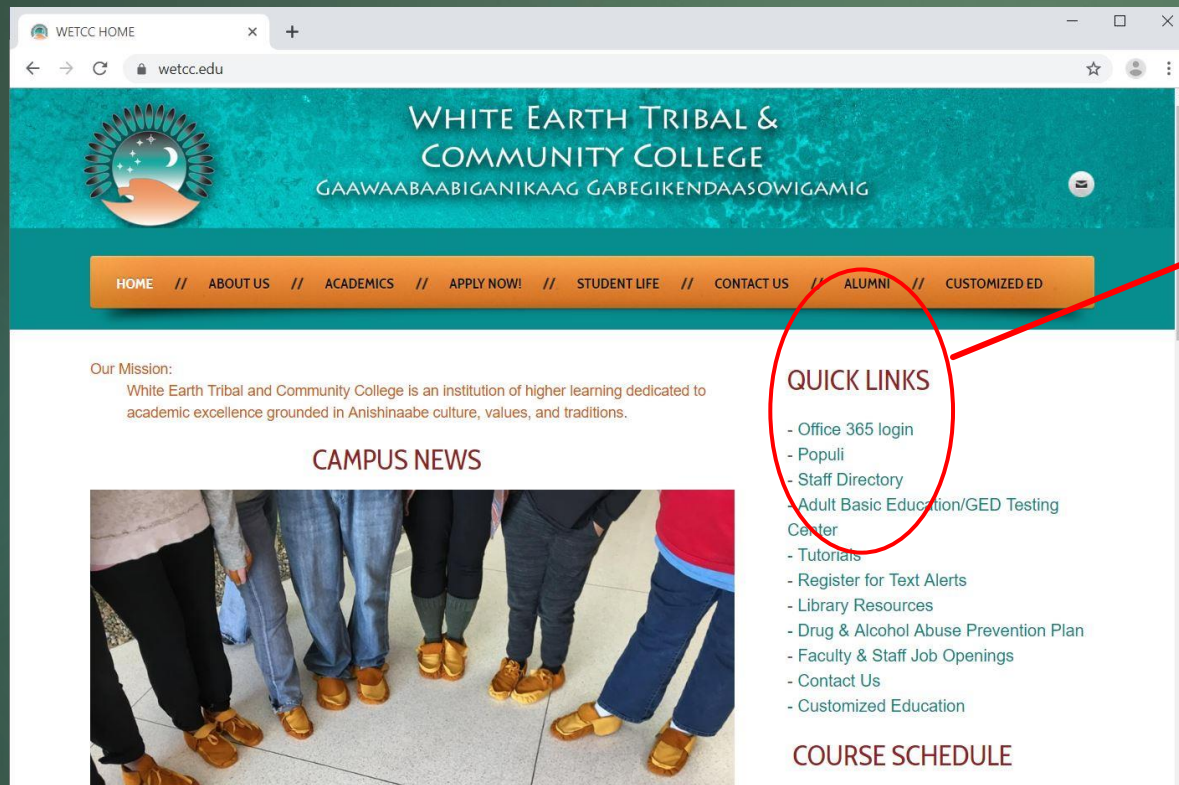 WETCC HOME
wetcc.edu
WHITE EARTH TRIBAL &
COMMUNITY COLLEGE
GAAWAABAABIGANIKAAG GABEGIKENDAASOWIGAMIG
HOME // ABOUT US // ACADEMICS // APPLY NOW! // STUDENT LIFE // CONTACT US // ALUMNI // CUSTOMIZED ED
Our Mission:
White Earth Tribal and Community College is an institution of higher learning dedicated to
academic excellence grounded in Anishinaabe culture, values, and traditions.
CAMPUS NEWS
QUICK LINKS
- Office 365 login
- Populi
- Staff Directory
- Adult Basic Education/GED Testing
Center
- Tutorials
- Register for Text Alerts
- Library Resources
- Drug & Alcohol Abuse Prevention Plan
- Faculty & Staff Job Openings
- Contact Us
- Customized Education
COURSE SCHEDULE